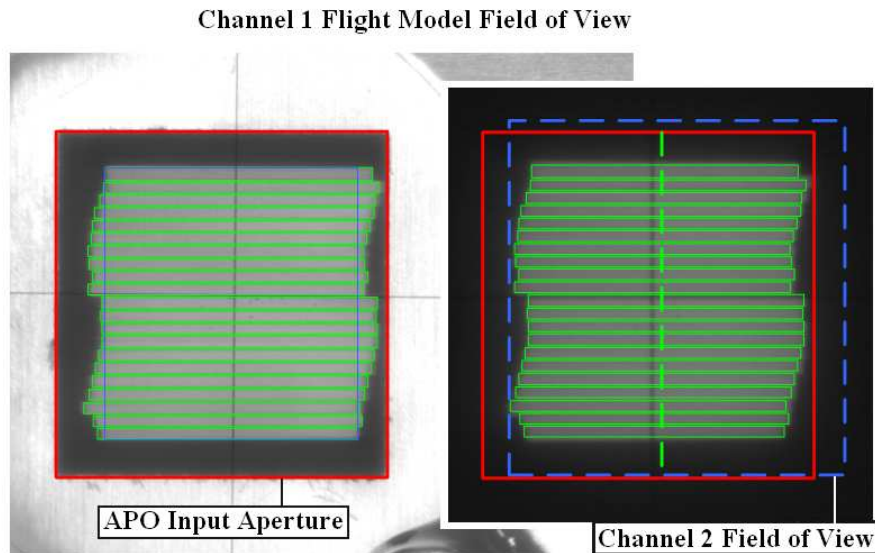 Channel 1 Flight Model Field of View
APO Input Aperture
Channel 2 Field of View